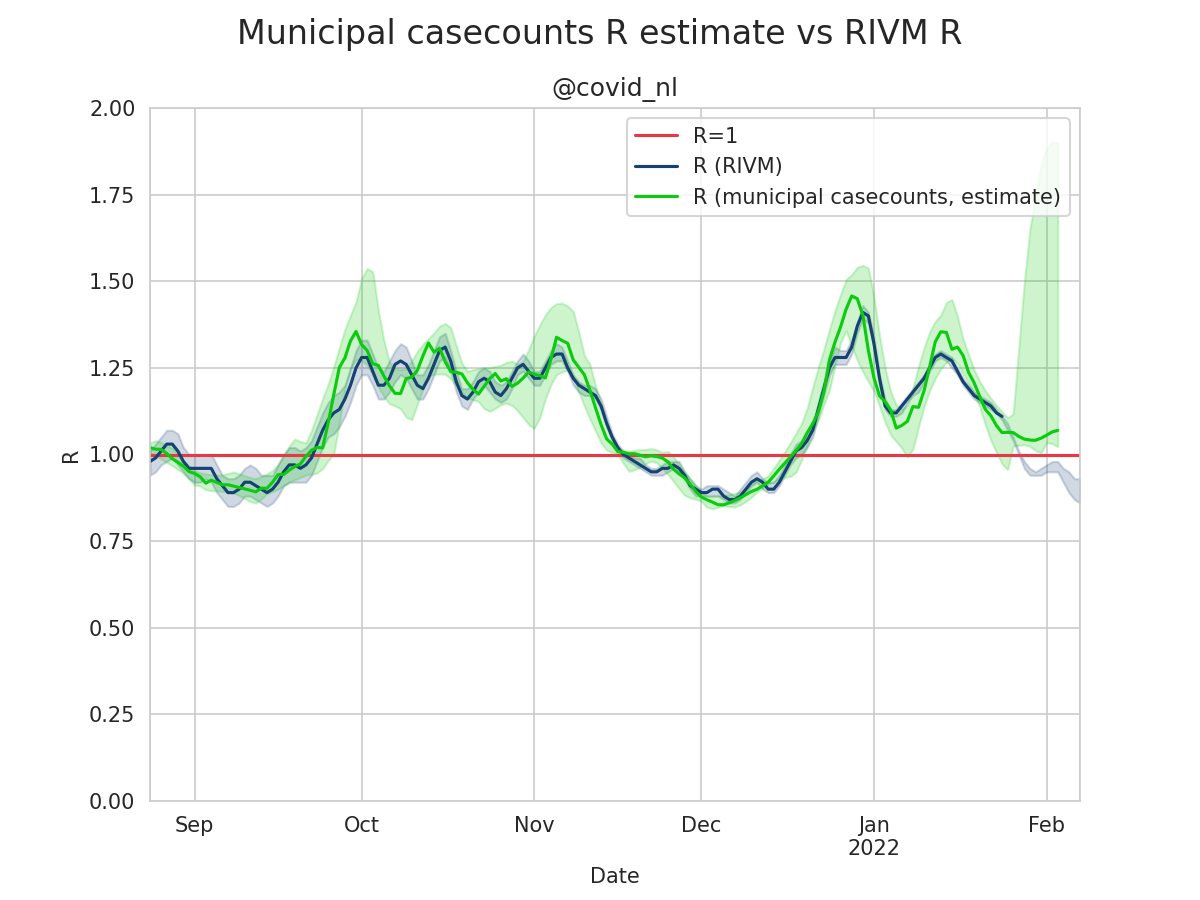 Municipal casecounts R estimate vs RIVM R
@covid_nl
R=1
R (RIVM)
R (municipal casecounts, estimate)
2.00
1.75
1.50
1.25
1.00
0.75
0.50
0.25
0.00
R
Sep
Oct
Nov
Dec
Jan
2022
Feb
Date